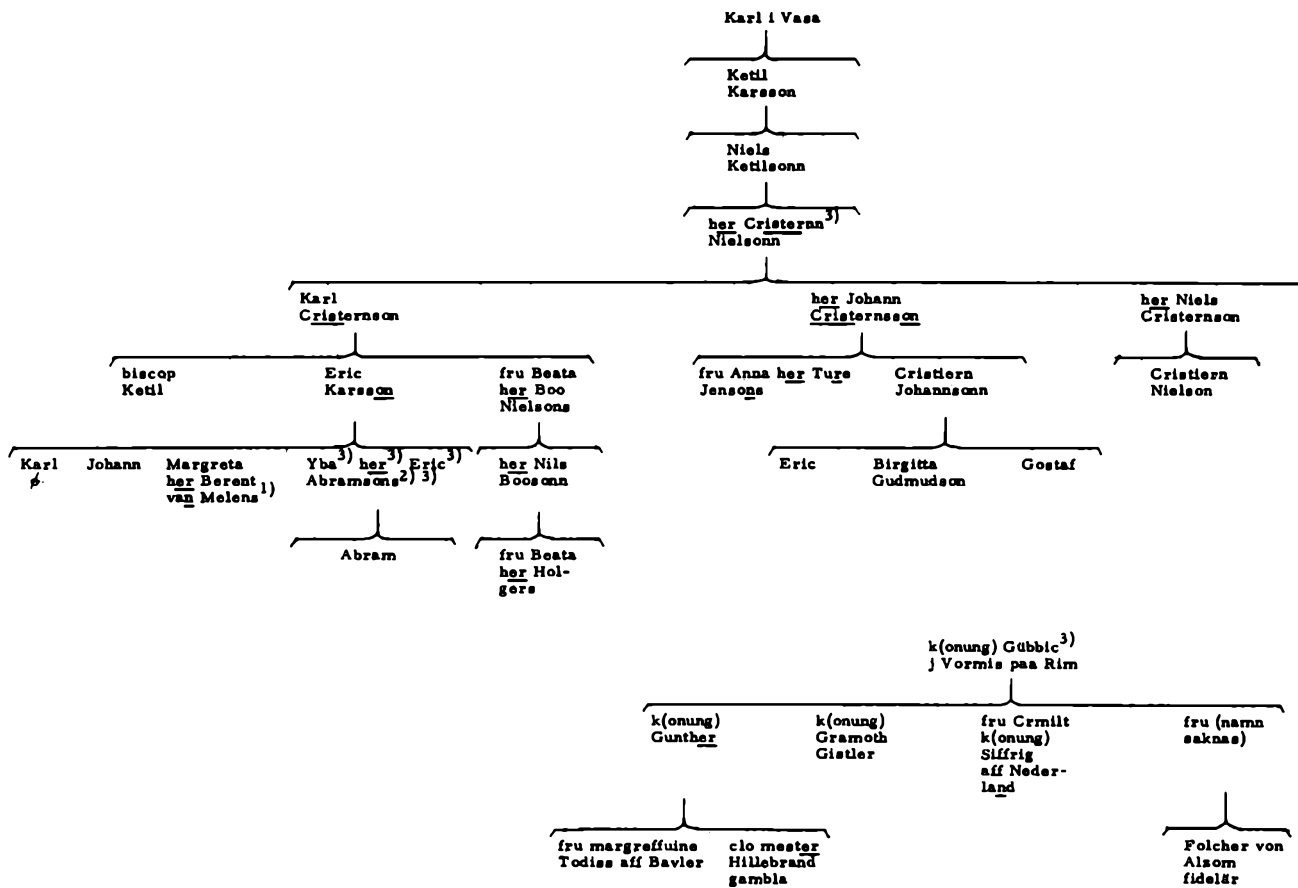 Karl i Vasa
Ketil
Karsson
Niels
Ketilsonn
her Cristernn3)
Nielsonn
Karl
Cristernson
her Johann
Cristernsson
her Niels
Cristernson
biscop
Ketil
Eric
Karsson
fru Beata
her Boo
Nielsons
fru Anna her Ture
Jensons
Cristiern
Johannsonn
Cristiern
Nielson
Karl
ø.
Johann
Margreta
her Berent
van Melens1)
Yba3) her3) Eric3)
Abramsons2) 3)
her Nils
Boosonn
Eric
Birgitta
Gudmudson
Gostaf
Abram
fru Beata
her Hol-
gers
k(onung) Gübbic3)
j Vormis paa Rim
k(onung)
Gunther
k(onung)
Gramoth
Gistler
fru Crmilt
k(onung)
Siffrig
aff Neder-
land
fru (namn
saknas)
fru margreffuine
Todiss aff Bavler
clo mester
Hillebrand
gambla
Folcher von
Alsom
fidelär